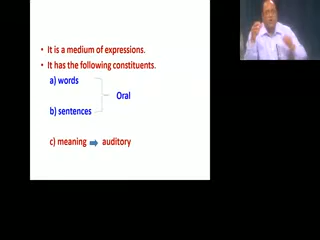 • It is a medium of expressions.
• It has the following constituents.
a) words
Oral
b) sentences
c) meaning ➡ auditory